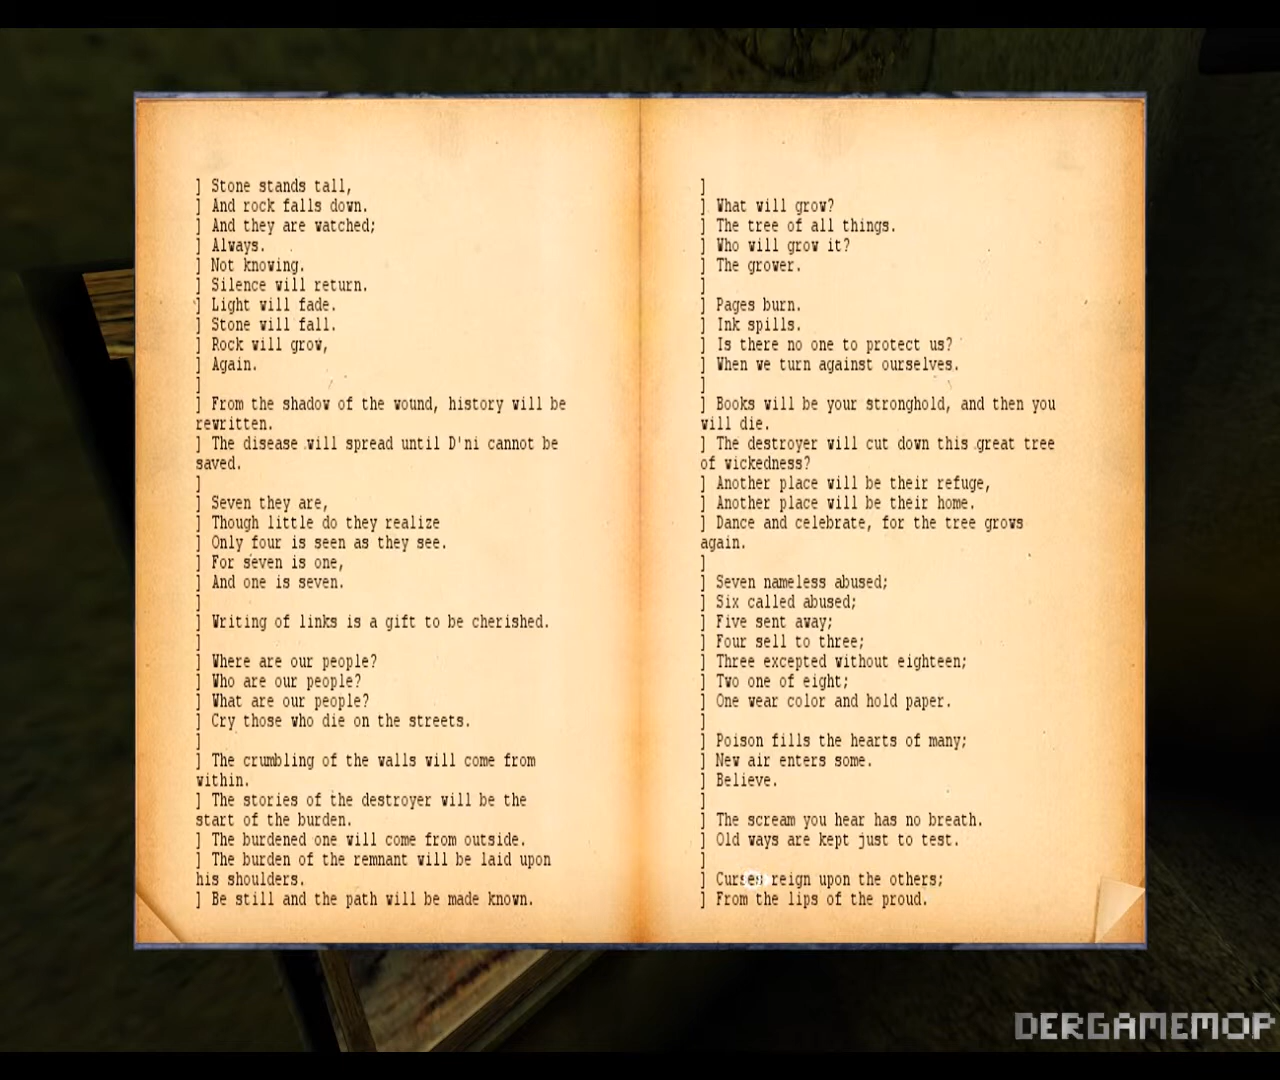 ] Stone stands tall,
] And rock falls down.
] And they are watched;
] Always.
] Not knowing.
] Silence will return.
] Light will fade.
] Stone will fall.
] Rock will grow,
] Again.
]
] From the shadow of the wound, history will be
rewritten.
] The disease will spread until D'ni cannot be
saved.
]
] Seven they are,
] Though little do they realize
] Only four is seen as they see.
] For seven is one,
] And one is seven.
]
] Writing of links is a gift to be cherished.
]
] Where are our people?
] Who are our people?
] What are our people?
] Cry those who die on the streets.
]
] The crumbling of the walls will come from
within.
] The stories of the destroyer will be the
start of the burden.
] The burdened one will come from outside.
] The burden of the remnant will be laid upon
his shoulders.
] Be still and the path will be made known.
]
] What will grow?
] The tree of all things.
] Who will grow it?
] The grower.
]
] Pages burn.
] Ink spills.
] Is there no one to protect us?
] When we turn against ourselves.
]
] Books will be your stronghold, and then you
will die.
] The destroyer will cut down this great tree
of wickedness?
] Another place will be their refuge,
] Another place will be their home.
] Dance and celebrate, for the tree grows
again.
]
] Seven nameless abused;
] Six called abused;
] Five sent away;
] Four sell to three;
] Three excepted without eighteen;
] Two one of eight;
] One wear color and hold paper.
]
] Poison fills the hearts of many;
] New air enters some.
] Believe.
]
] The scream you hear has no breath.
] Old ways are kept just to test.
]
] Curses reign upon the others;
] From the lips of the proud.
DERGAMEMOP